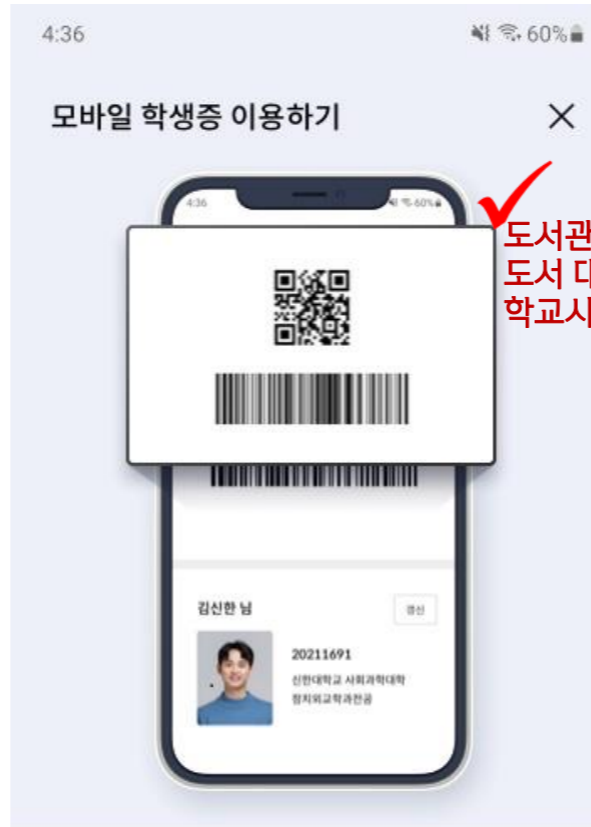 4:36 60%
모바일 학생증 이용하기
4:36 60%
도서관
도서 대
학교시
김신한 님
갱신
20211691
신한대학교 사회과학대학
정치외교학과전공